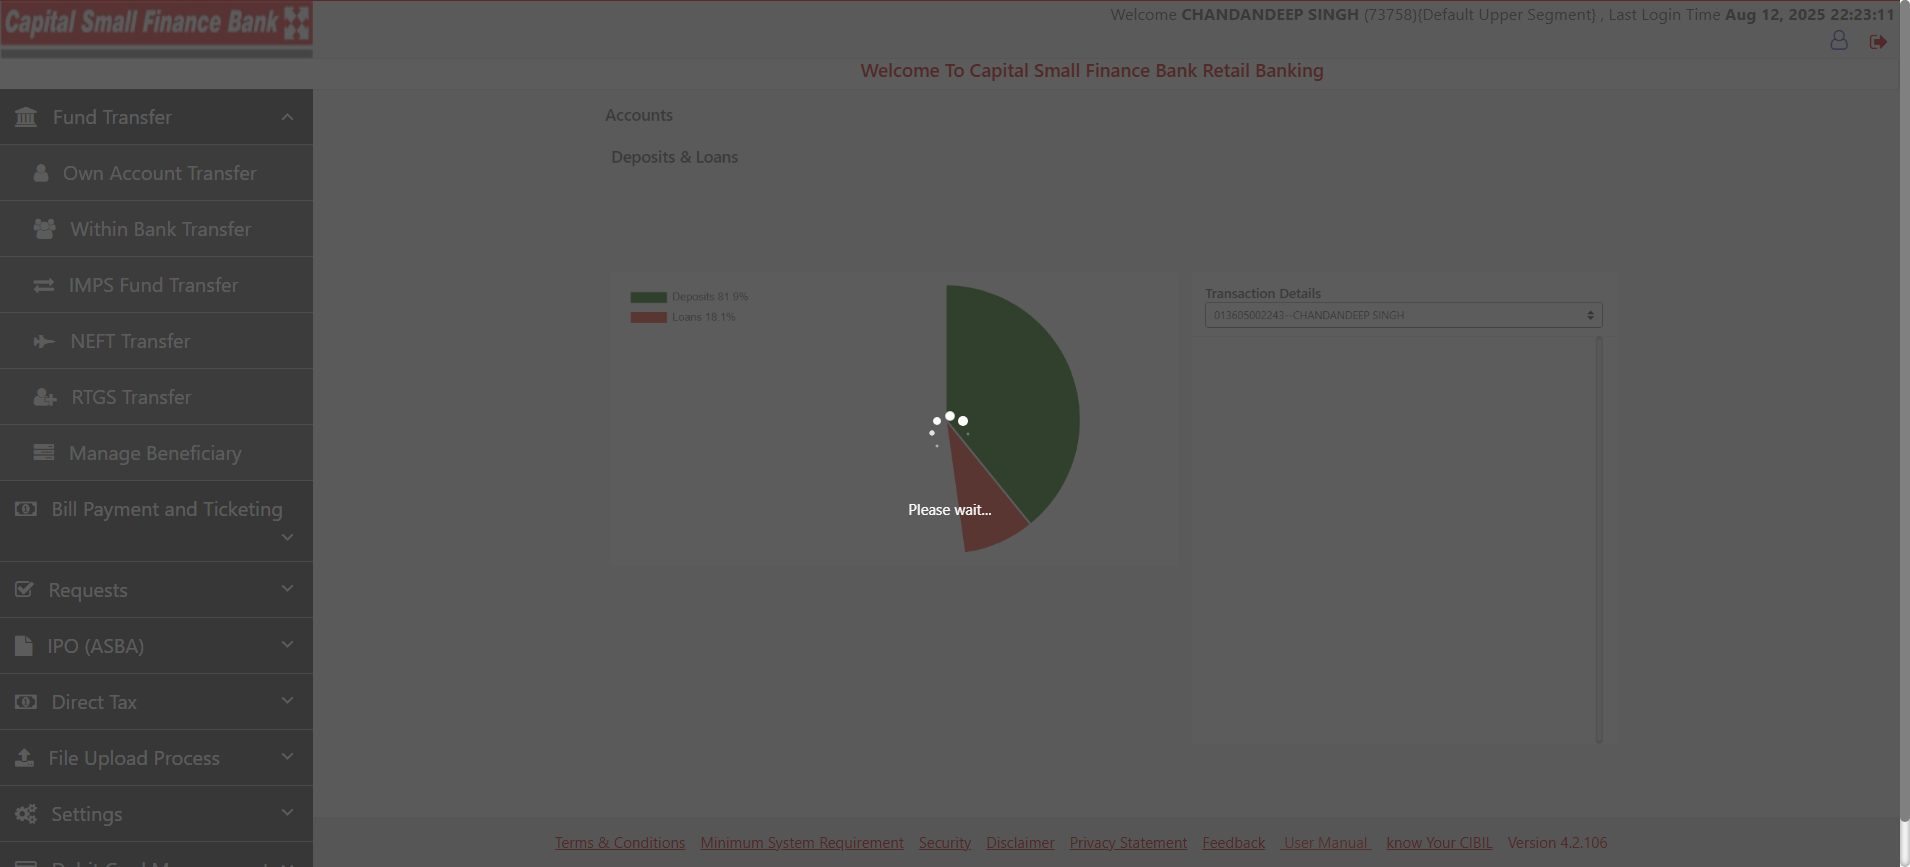 Capital Small Finance Bank
Welcome CHANDANDEEP SINGH (73758){Default Upper Segment} , Last Login Time Aug 12, 2025 22:23:11
Welcome To Capital Small Finance Bank Retail Banking
Fund Transfer
Own Account Transfer
Within Bank Transfer
IMPS Fund Transfer
NEFT Transfer
RTGS Transfer
Manage Beneficiary
Bill Payment and Ticketing
Requests
IPO (ASBA)
Direct Tax
File Upload Process
Settings
Accounts
Deposits & Loans
Deposits 81.9%
Loans 18.1%
Please wait...
Transaction Details
013605002243--CHANDANDEEP SINGH
Terms & Conditions Minimum System Requirement Security Disclaimer Privacy Statement Feedback User Manual know Your CIBIL Version 4.2.106